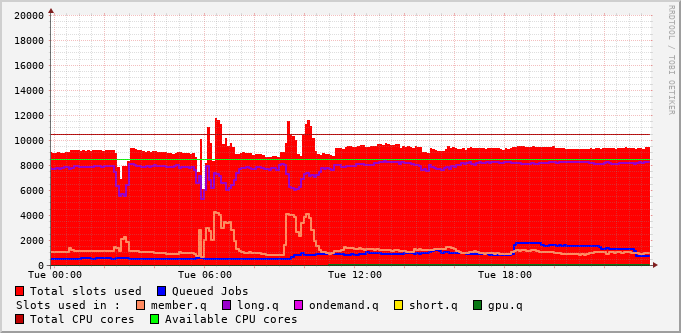 20000
18000
16000
14000
12000
10000
8000
6000
4000
2000
0
Tue 00:00 Tue 06:00 Tue 12:00 Tue 18:00
Total slots used Queued Jobs
Slots used in : member.q long.q ondemand.q short.q gpu.q
Total CPU cores Available CPU cores
RRDTOOL / TOBI OETIKER